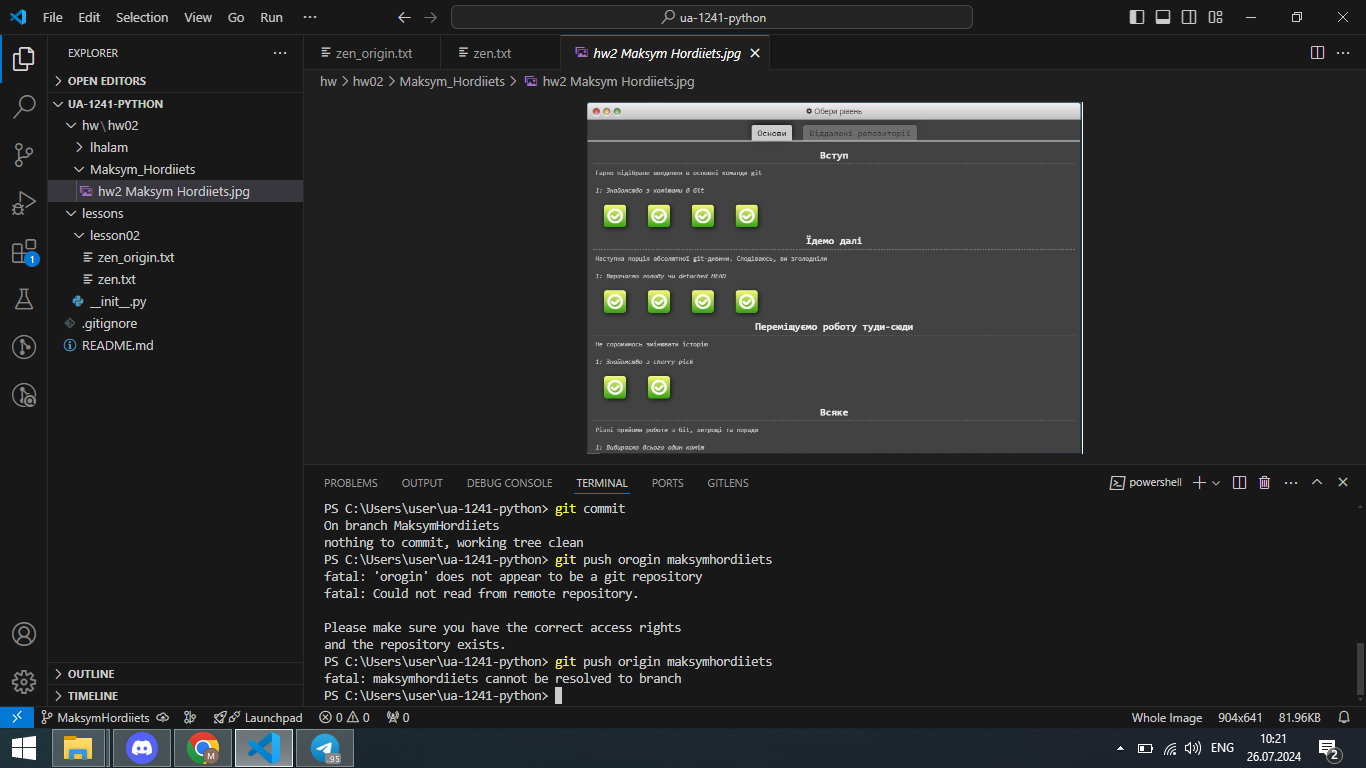 File Edit Selection View Go Run ··· ua-1241-python
EXPLORER
OPEN EDITORS
UA-1241-PYTHON
hw\hw02
lhalam
Maksym_Hordiiets
hw2 Maksym Hordiiets.jpg
lessons
lesson02
zen_origin.txt
zen.txt
__init__.py
.gitignore
README.md
OUTLINE
TIMELINE
1
zen_origin.txt zen.txt hw2 Maksym Hordiiets.jpg
hw > hw02 > Maksym_Hordiiets > hw2 Maksym Hordiiets.jpg
Обери рівень
Основи Віддалені репозиторії
Вступ
Гарно підібране введення в основні команди git
1: Знайомство з комітами в Git
Їдемо далі
Наступна порція абсолютної git-дивини. Сподіваюсь, ви зголодніли
1: Втрачаємо голову чи detached HEAD
Переміщуємо роботу туди-сюди
Не соромимось змінювати історію
1: Знайомство з cherry-pick
Всяке
Різні прийоми роботи з Git, хитрощі та поради
1: Вибираємо всього один коміт
PROBLEMS OUTPUT DEBUG CONSOLE TERMINAL PORTS GITLENS powershell
PS C:\Users\user\ua-1241-python> git commit
On branch MaksymHordiiets
nothing to commit, working tree clean
PS C:\Users\user\ua-1241-python> git push orogin maksymhordiiets
fatal: 'orogin' does not appear to be a git repository
fatal: Could not read from remote repository.
Please make sure you have the correct access rights
and the repository exists.
PS C:\Users\user\ua-1241-python> git push origin maksymhordiiets
fatal: maksymhordiiets cannot be resolved to branch
PS C:\Users\user\ua-1241-python>
MaksymHordiiets Launchpad 0 0 0 Whole Image 904x641 81.96KB
M .95 ENG 10:21
26.07.2024 2